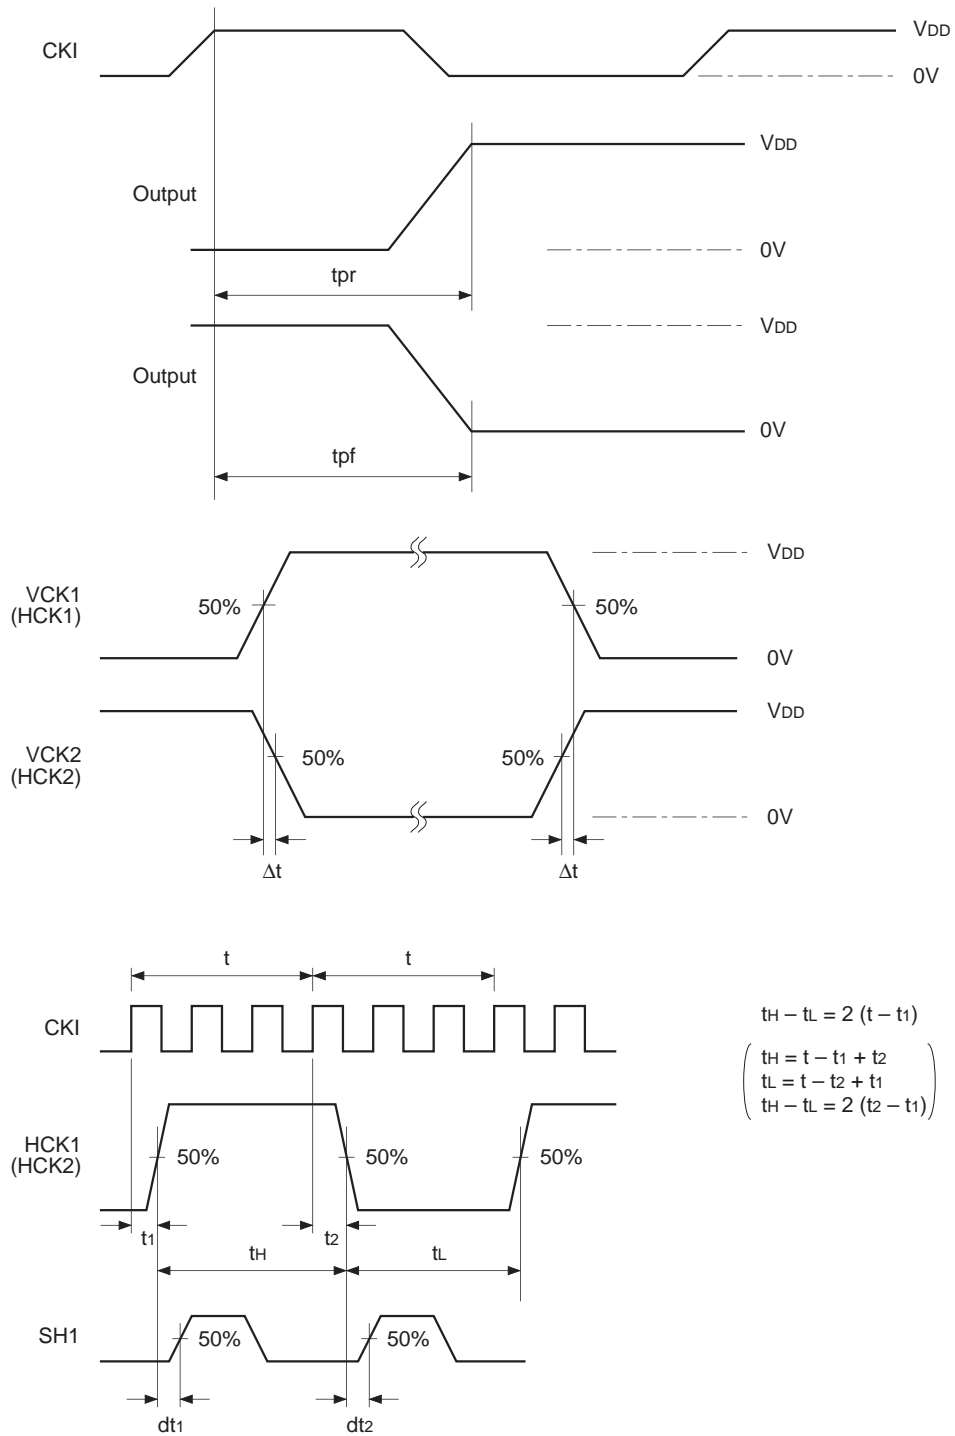 CKI
VDD
0V
VDD
Output
0V
tpr
VDD
Output
0V
tpf
VDD
VCK1
(HCK1)
50%
50%
0V
VDD
VCK2
(HCK2)
50%
50%
0V
Δt
Δt
t
t
CKI
tH – tL = 2 (t – t1)
tH = t – t1 + t2
tL = t – t2 + t1
tH – tL = 2 (t2 – t1)
HCK1
(HCK2)
50%
50%
50%
t1
t2
tH
tL
SH1
50%
50%
dt1
dt2